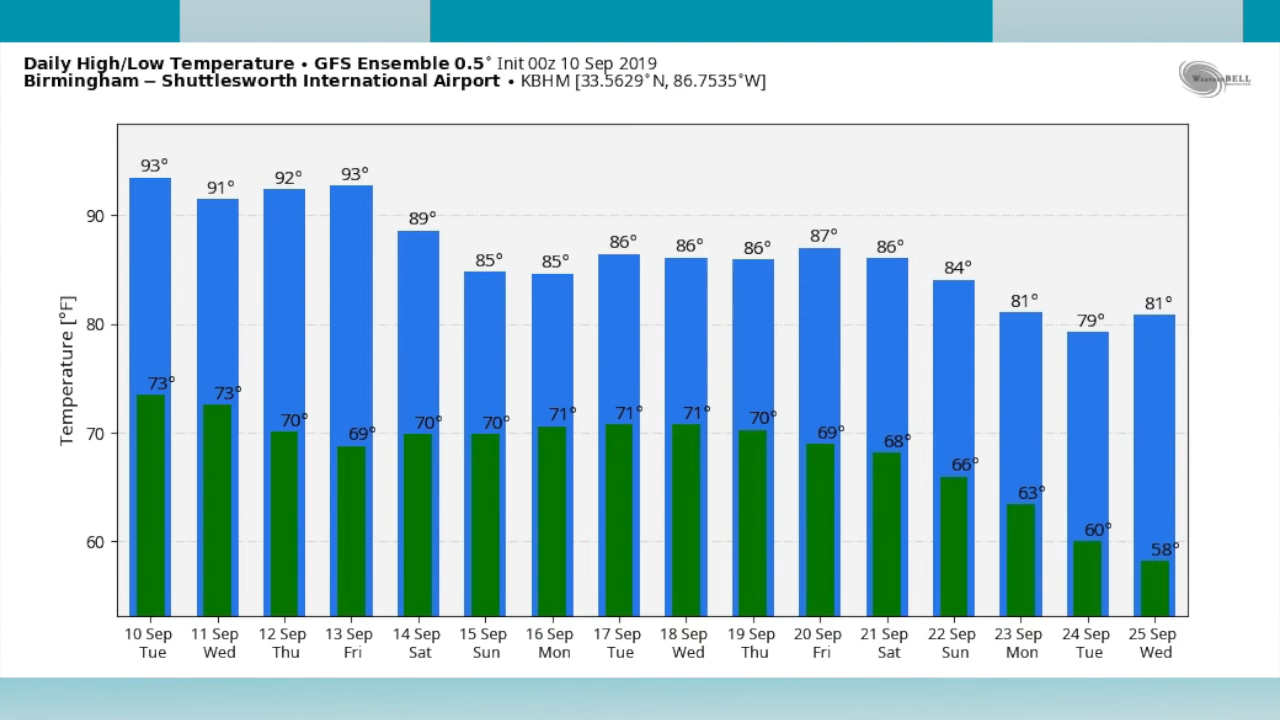 Daily High/Low Temperature • GFS Ensemble 0.5° Init 00z 10 Sep 2019
Birmingham – Shuttlesworth International Airport • KBHM [33.5629°N, 86.7535°W]
WeatherBELL
93° 91° 92° 93° 89° 85° 85° 86° 86° 86° 87° 86° 84° 81° 79° 81°
73° 73° 70° 69° 70° 70° 71° 71° 71° 70° 69° 68° 66° 63° 60° 58°
90
80
70
60
Temperature [°F]
10 Sep 11 Sep 12 Sep 13 Sep 14 Sep 15 Sep 16 Sep 17 Sep 18 Sep 19 Sep 20 Sep 21 Sep 22 Sep 23 Sep 24 Sep 25 Sep
Tue Wed Thu Fri Sat Sun Mon Tue Wed Thu Fri Sat Sun Mon Tue Wed